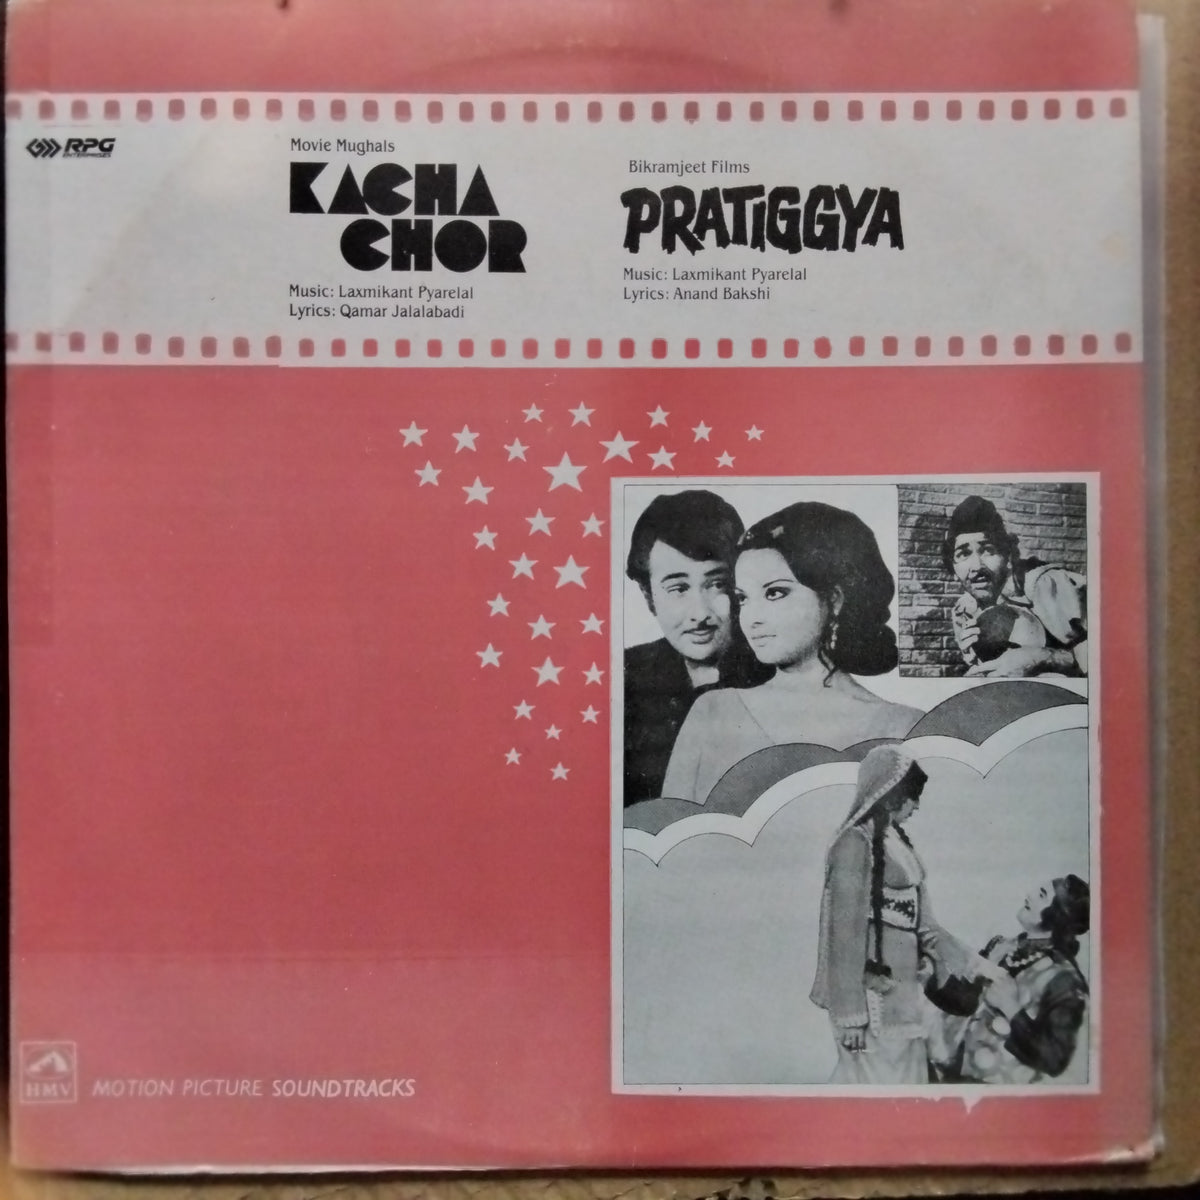 RPG
ENTERPRISES
Movie Mughals
KACHA
CHOR
Music: Laxmikant Pyarelal
Lyrics: Qamar Jalalabadi
Bikramjeet Films
PRATIGGYA
Music: Laxmikant Pyarelal
Lyrics: Anand Bakshi
HMV
MOTION PICTURE SOUNDTRACKS